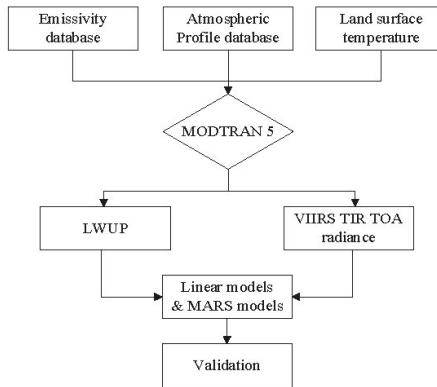 Emissivity
database
Atmospheric
Profile database
Land surface
temperature
MODTRAN 5
LWUP
VIIRS TIR TOA
radiance
Linear models
& MARS models
Validation